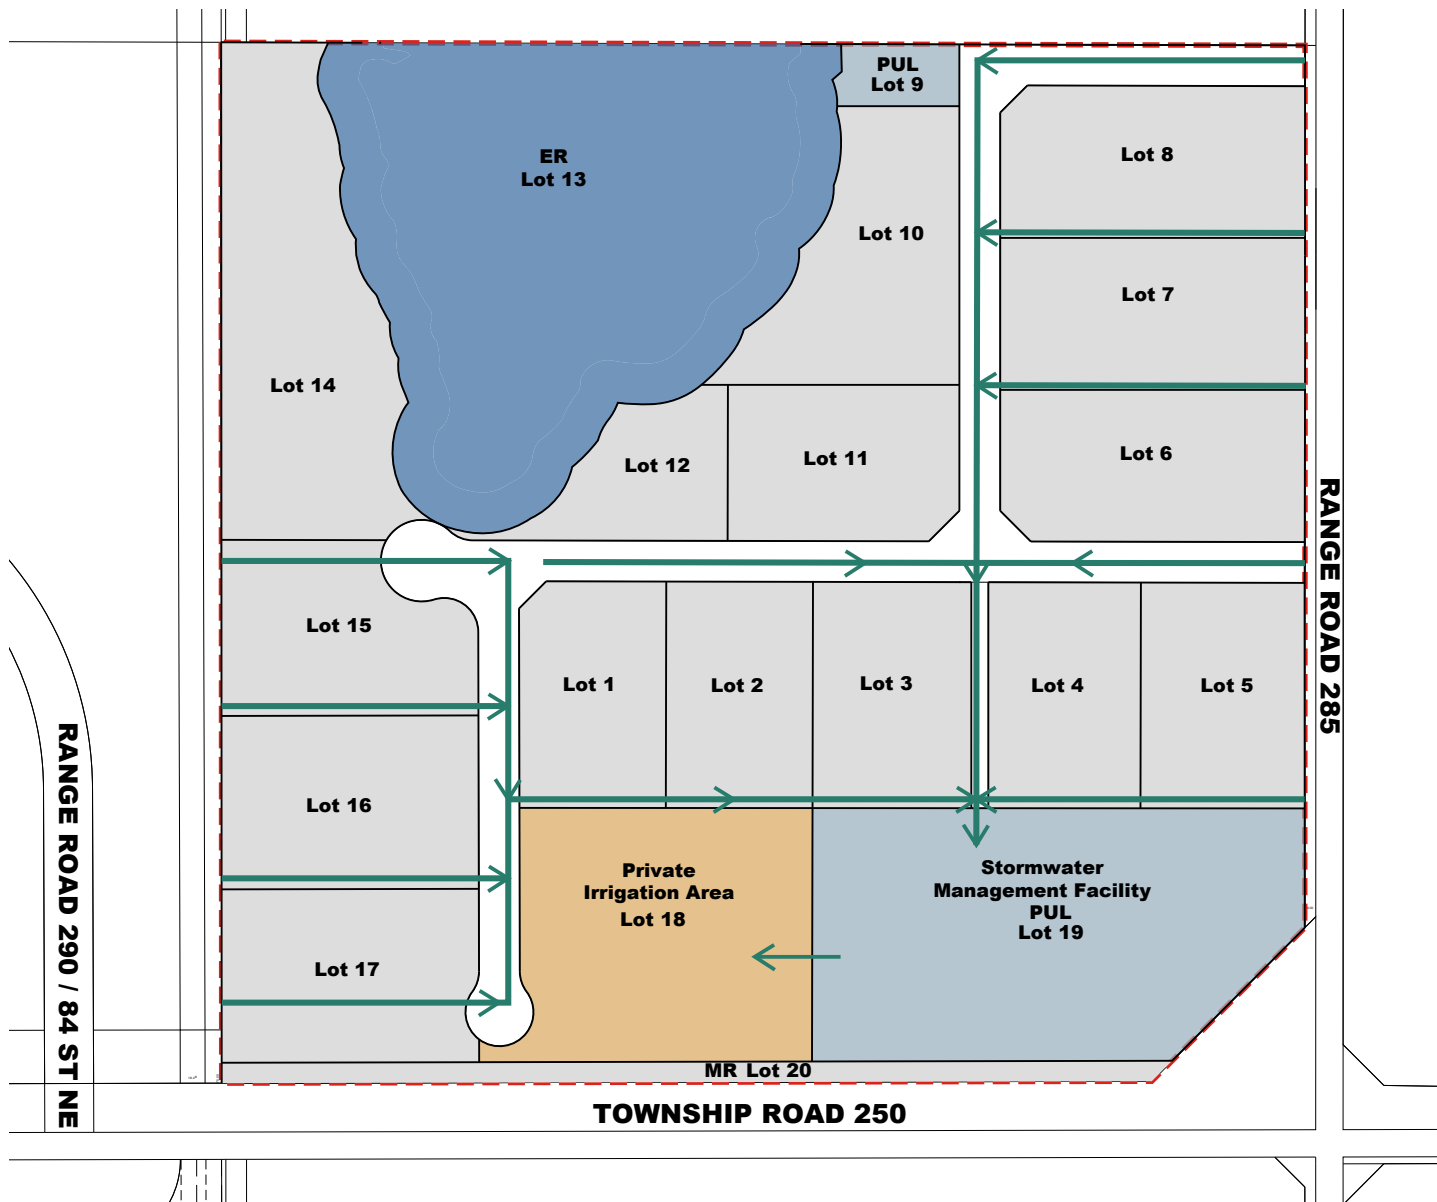 PUL
Lot 9
ER
Lot 13
Lot 8
Lot 10
Lot 7
Lot 14
Lot 12
Lot 11
Lot 6
RANGE ROAD 285
Lot 15
Lot 1
Lot 2
Lot 3
Lot 4
Lot 5
RANGE ROAD 290 / 84 ST NE
Lot 16
Private
Irrigation Area
Lot 18
Stormwater
Management Facility
PUL
Lot 19
Lot 17
MR Lot 20
TOWNSHIP ROAD 250